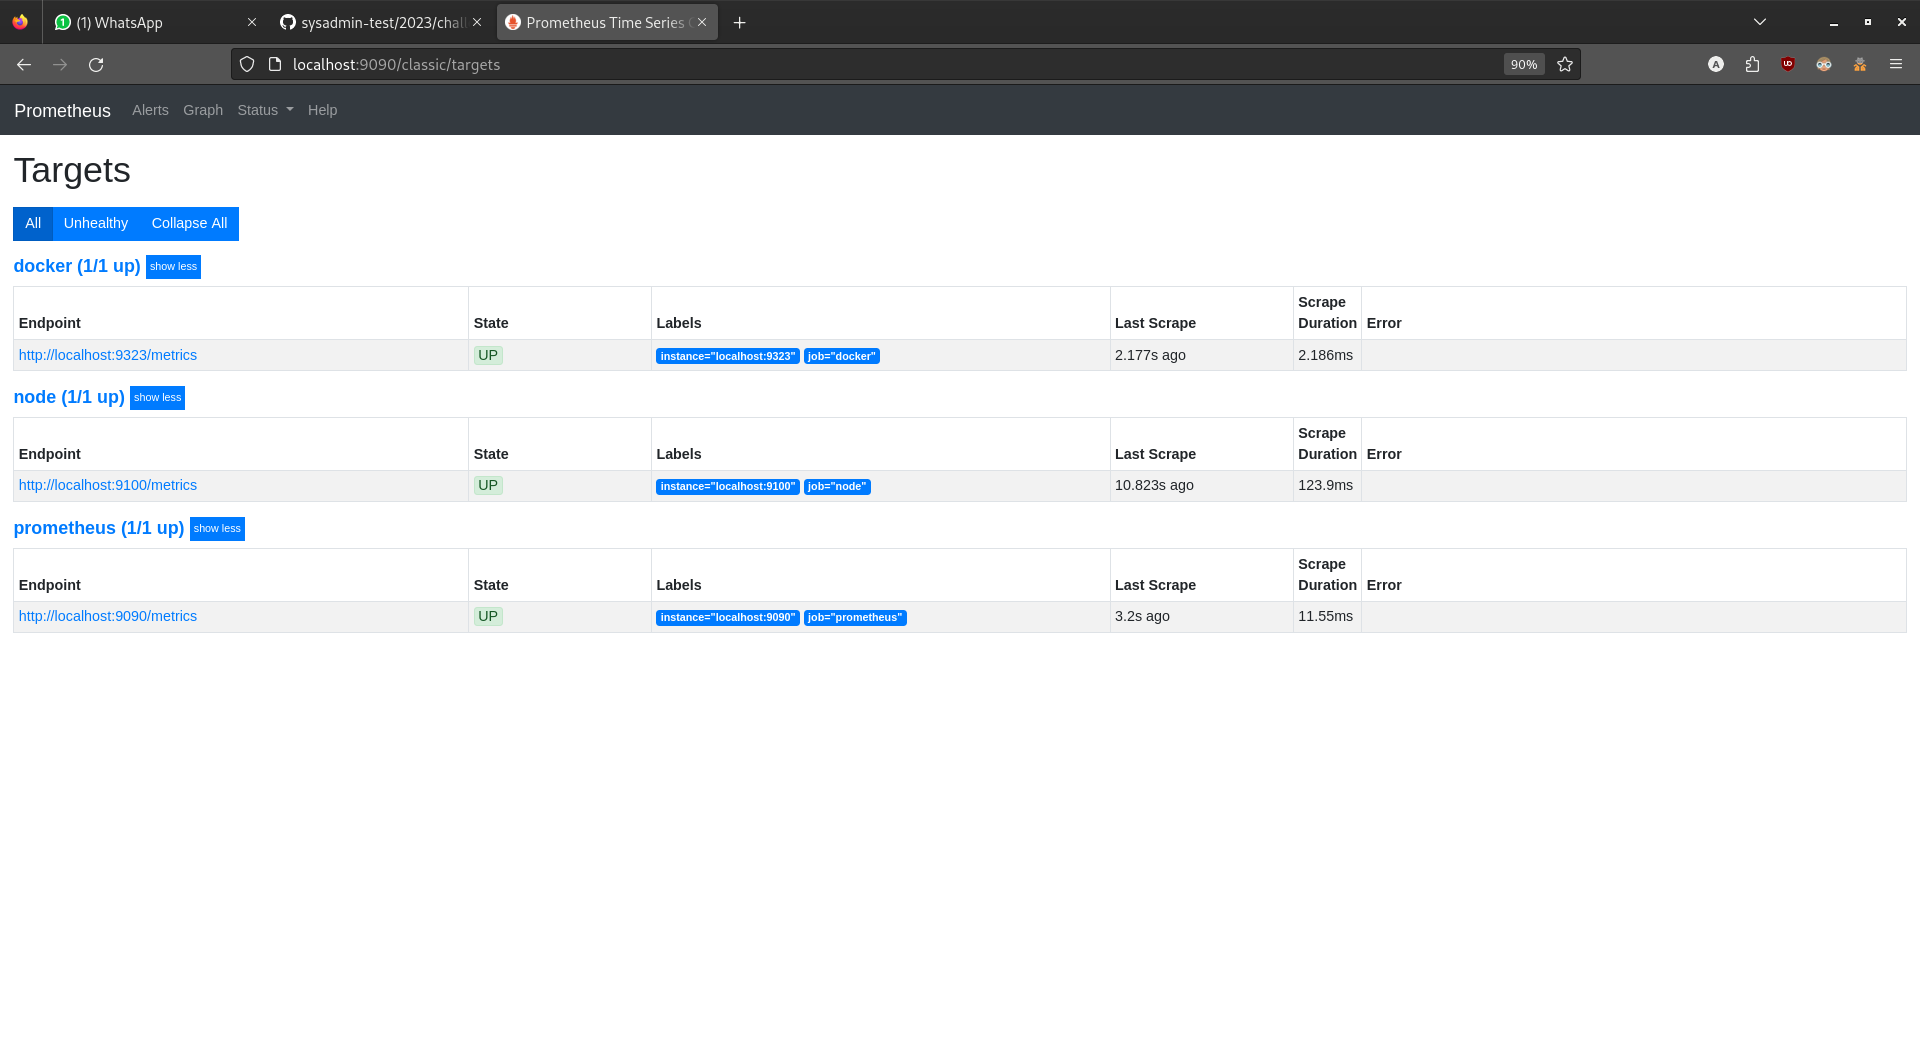 (1) WhatsApp
sysadmin-test/2023/chall
Prometheus Time Series
localhost:9090/classic/targets
90%
Prometheus Alerts Graph Status Help
Targets
All Unhealthy Collapse All
docker (1/1 up) show less
Endpoint State Labels Last Scrape Scrape Duration Error
http://localhost:9323/metrics UP instance="localhost:9323" job="docker" 2.177s ago 2.186ms
node (1/1 up) show less
Endpoint State Labels Last Scrape Scrape Duration Error
http://localhost:9100/metrics UP instance="localhost:9100" job="node" 10.823s ago 123.9ms
prometheus (1/1 up) show less
Endpoint State Labels Last Scrape Scrape Duration Error
http://localhost:9090/metrics UP instance="localhost:9090" job="prometheus" 3.2s ago 11.55ms